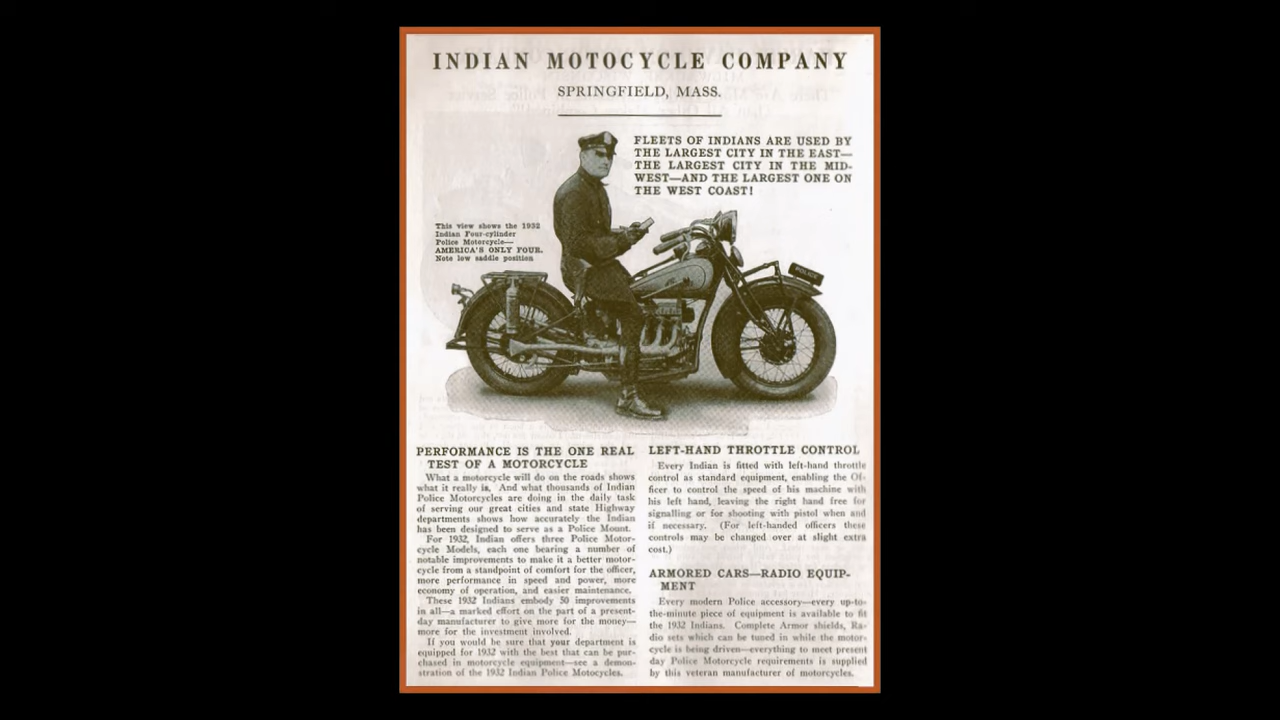 INDIAN MOTOCYCLE COMPANY
SPRINGFIELD, MASS.
FLEETS OF INDIANS ARE USED BY
THE LARGEST CITY IN THE EAST—
THE LARGEST CITY IN THE MID-
WEST—AND THE LARGEST ONE ON
THE WEST COAST!
This view shows the 1932
Indian Four-cylinder
Police Motorcycle—
AMERICA'S ONLY FOUR.
Note low saddle position
POLICE
PERFORMANCE IS THE ONE REAL
TEST OF A MOTORCYCLE
What a motorcycle will do on the roads shows
what it really is. And what thousands of Indian
Police Motorcycles are doing in the daily task
of serving our great cities and state Highway
departments shows how accurately the Indian
has been designed to serve as a Police Mount.
For 1932, Indian offers three Police Motor-
cycle Models, each one bearing a number of
notable improvements to make it a better motor-
cycle from a standpoint of comfort for the officer,
more performance in speed and power, more
economy of operation, and easier maintenance.
These 1932 Indians embody 50 improvements
in all—a marked effort on the part of a present-
day manufacturer to give more for the money—
more for the investment involved.
If you would be sure that your department is
equipped for 1932 with the best that can be pur-
chased in motorcycle equipment—see a demon-
stration of the 1932 Indian Police Motocycles.
LEFT-HAND THROTTLE CONTROL
Every Indian is fitted with left-hand throttle
control as standard equipment, enabling the Of-
ficer to control the speed of his machine with
his left hand, leaving the right hand free for
signalling or for shooting with pistol when and
if necessary. (For left-handed officers these
controls may be changed over at slight extra
cost.)
ARMORED CARS—RADIO EQUIP-
MENT
Every modern Police accessory—every up-to-
the-minute piece of equipment is available to fit
the 1932 Indians. Complete Armor shields, Ra-
dio sets which can be tuned in while the motor-
cycle is being driven—everything to meet present
day Police Motorcycle requirements is supplied
by this veteran manufacturer of motorcycles.